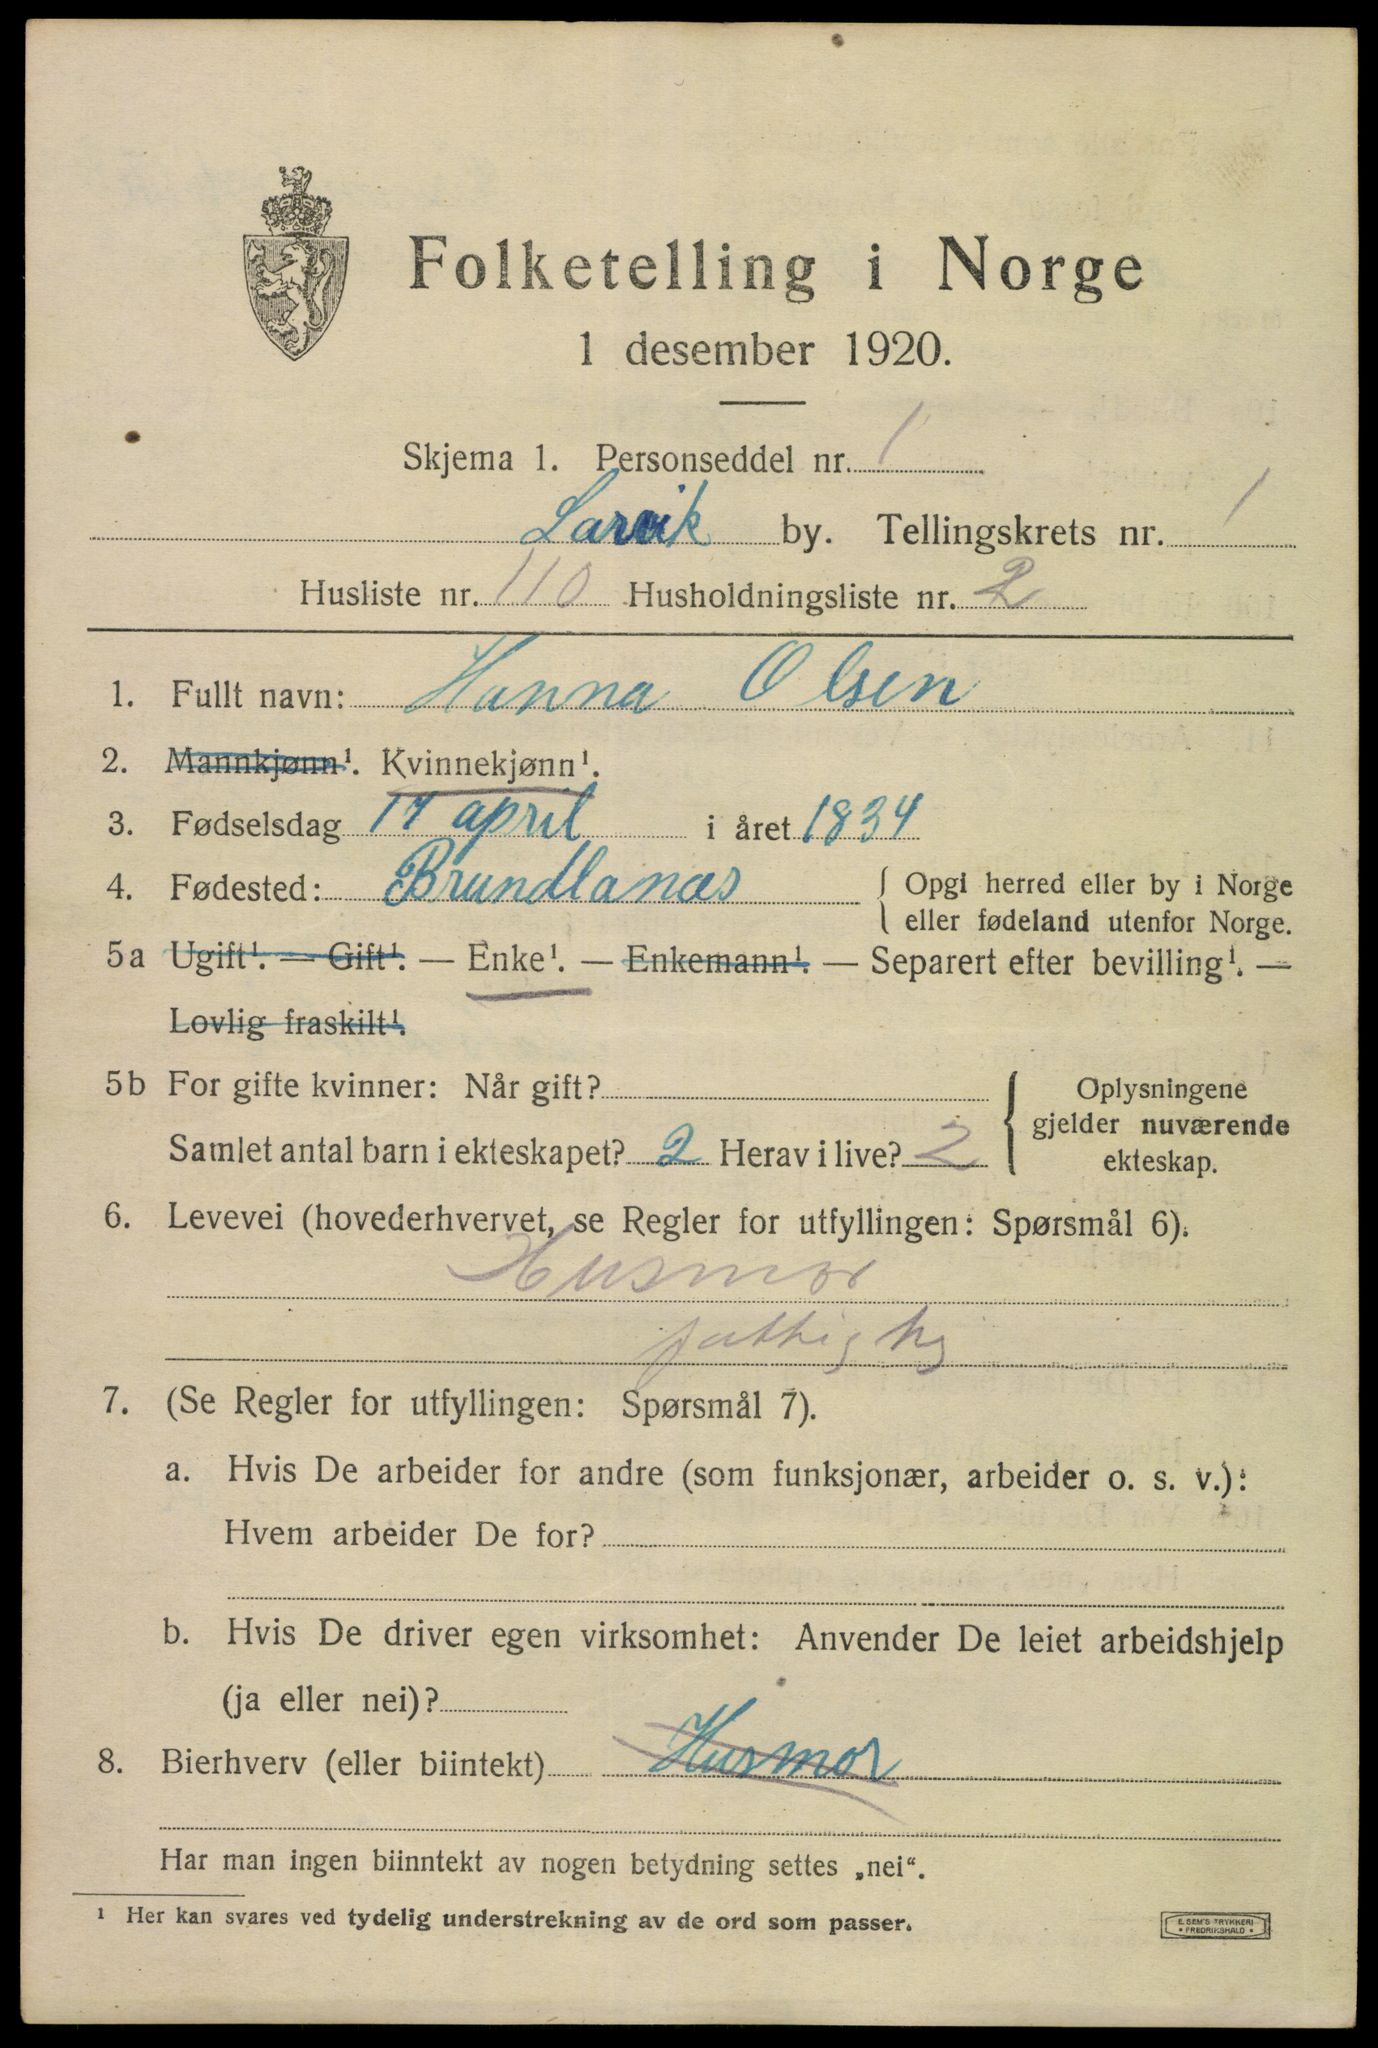 Folketelling i Norge
1 desember 1920.
Skjema 1. Personseddel nr. 1
Larvik by. Tellingskrets nr. 1
Husliste nr. 110 Husholdningsliste nr. 2
1. Fullt navn: Hanna Olsen
2. Mannkjønn¹. Kvinnekjønn¹.
3. Fødselsdag 17 april i året 1834
4. Fødested: Brundlanæs { Opgi herred eller by i Norge
eller fødeland utenfor Norge.
5a Ugift¹. — Gift¹. — Enke¹. — Enkemann¹. — Separert efter bevilling¹. —
Lovlig fraskilt¹.
5b For gifte kvinner: Når gift?
Samlet antal barn i ekteskapet? 2 Herav i live? 2
{ Oplysningene
gjelder nuværende
ekteskap.
6. Levevei (hovederhvervet, se Regler for utfyllingen: Spørsmål 6).
Husmor
7. (Se Regler for utfyllingen: Spørsmål 7).
a. Hvis De arbeider for andre (som funksjonær, arbeider o. s. v.):
Hvem arbeider De for?
b. Hvis De driver egen virksomhet: Anvender De leiet arbeidshjelp
(ja eller nei)?
8. Bierhverv (eller biintekt) Husmor
Har man ingen biinntekt av nogen betydning settes „nei“.
¹ Her kan svares ved tydelig understrekning av de ord som passer.
E. SEM'S TRYKKERI
• FREDRIKSHALD •